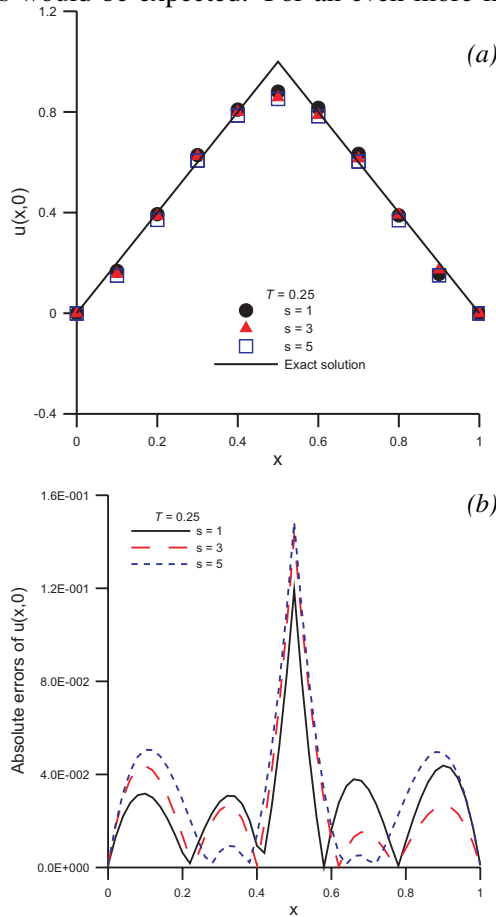 s would be expected. For an even more
(a)
1.2
0.8
0.4
0
-0.4
u(x,0)
T = 0.25
s = 1
s = 3
s = 5
Exact solution
0 0.2 0.4 0.6 0.8 1
x
(b)
1.6E-001
1.2E-001
8.0E-002
4.0E-002
0.0E+000
Absolute errors of u(x,0)
T = 0.25
s = 1
s = 3
s = 5
0 0.2 0.4 0.6 0.8 1
x